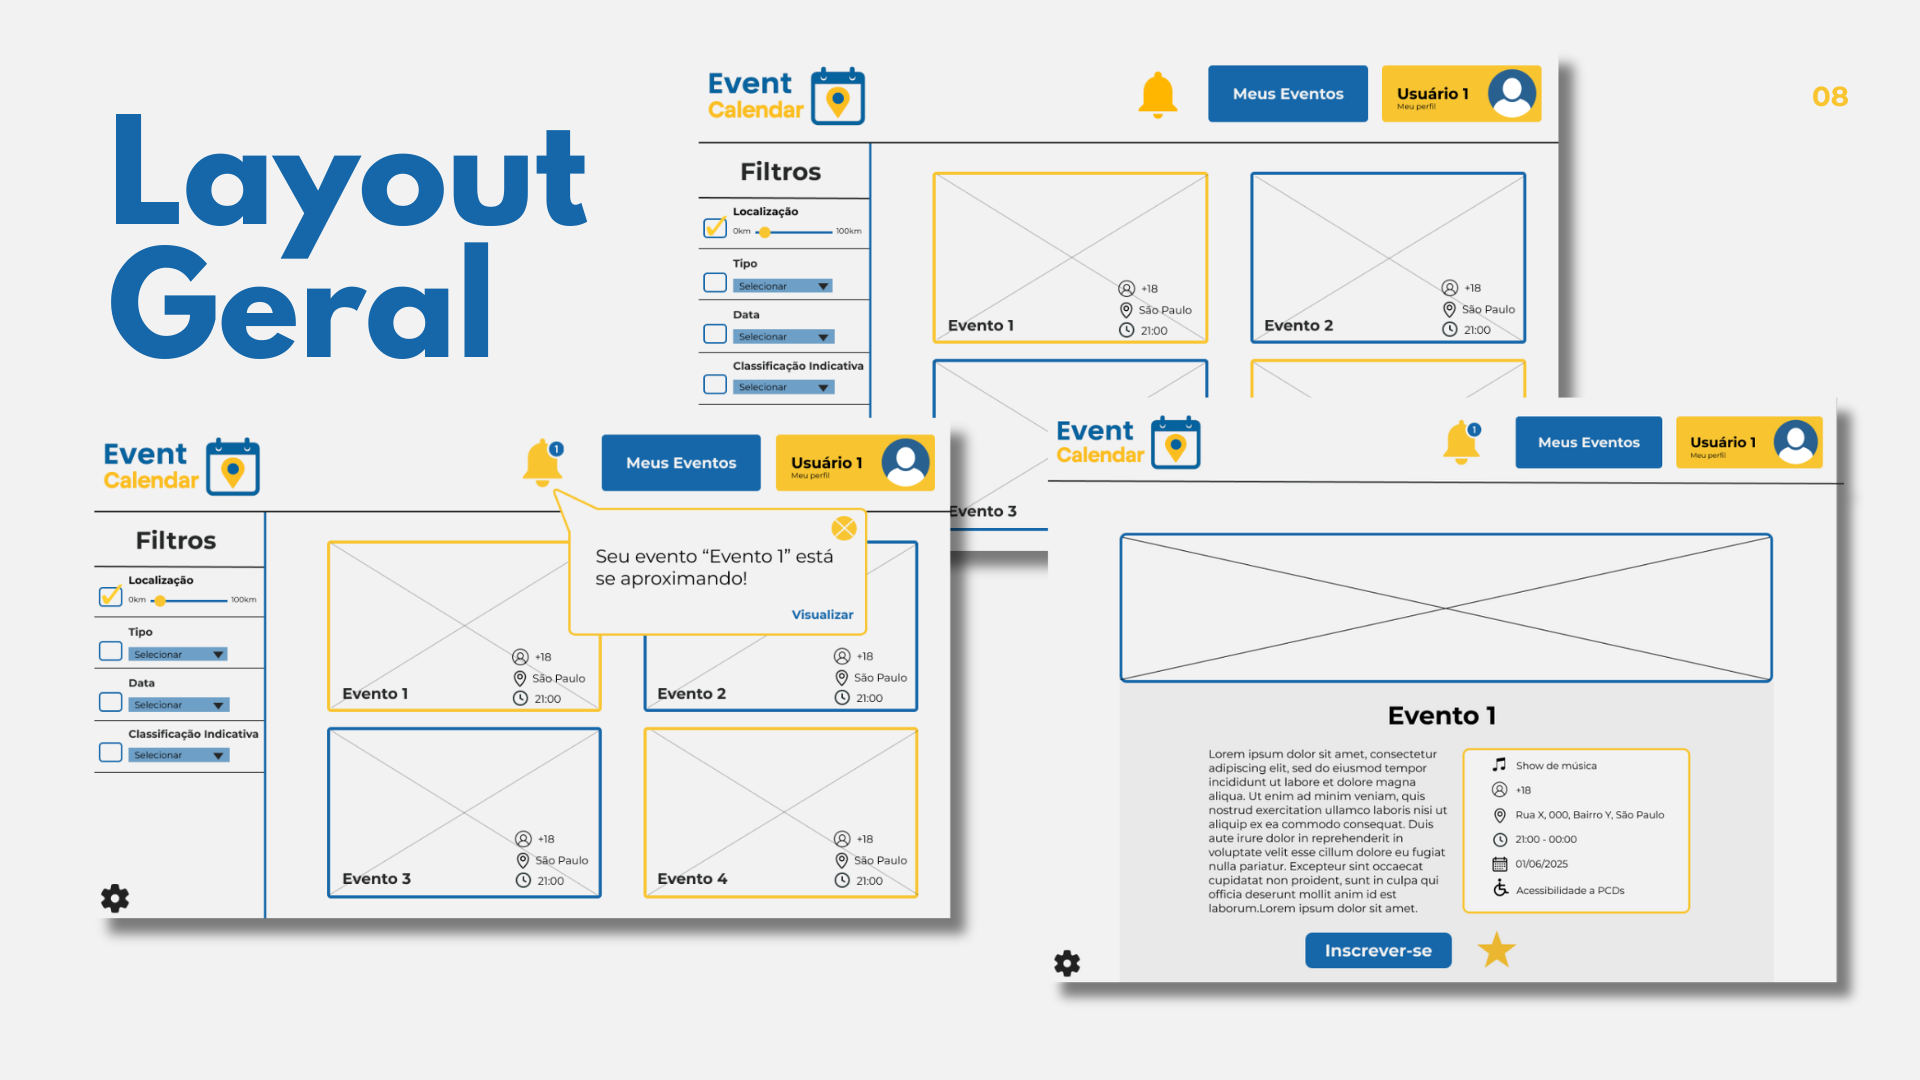 Layout
Geral
08
Event
Calendar
Meus Eventos
Usuário 1
Meu perfil
Filtros
Localização
0km
100km
Tipo
Selecionar
Data
Selecionar
Classificação Indicativa
Selecionar
+18
São Paulo
Evento 1
21:00
+18
São Paulo
Evento 2
21:00
Evento 3
Event
Calendar
1
Meus Eventos
Usuário 1
Meu perfil
Filtros
Localização
0km
100km
Tipo
Selecionar
Data
Selecionar
Classificação Indicativa
Selecionar
Seu evento “Evento 1” está
se aproximando!
Visualizar
+18
São Paulo
Evento 1
21:00
+18
São Paulo
Evento 2
21:00
+18
São Paulo
Evento 3
21:00
+18
São Paulo
Evento 4
21:00
Event
Calendar
1
Meus Eventos
Usuário 1
Meu perfil
Evento 1
Lorem ipsum dolor sit amet, consectetur
adipiscing elit, sed do eiusmod tempor
incididunt ut labore et dolore magna
aliqua. Ut enim ad minim veniam, quis
nostrud exercitation ullamco laboris nisi ut
aliquip ex ea commodo consequat. Duis
aute irure dolor in reprehenderit in
voluptate velit esse cillum dolore eu fugiat
nulla pariatur. Excepteur sint occaecat
cupidatat non proident, sunt in culpa qui
officia deserunt mollit anim id est
laborum.Lorem ipsum dolor sit amet.
Show de música
+18
Rua X, 000, Bairro Y, São Paulo
21:00 - 00:00
01/06/2025
Acessibilidade a PCDs
Inscrever-se